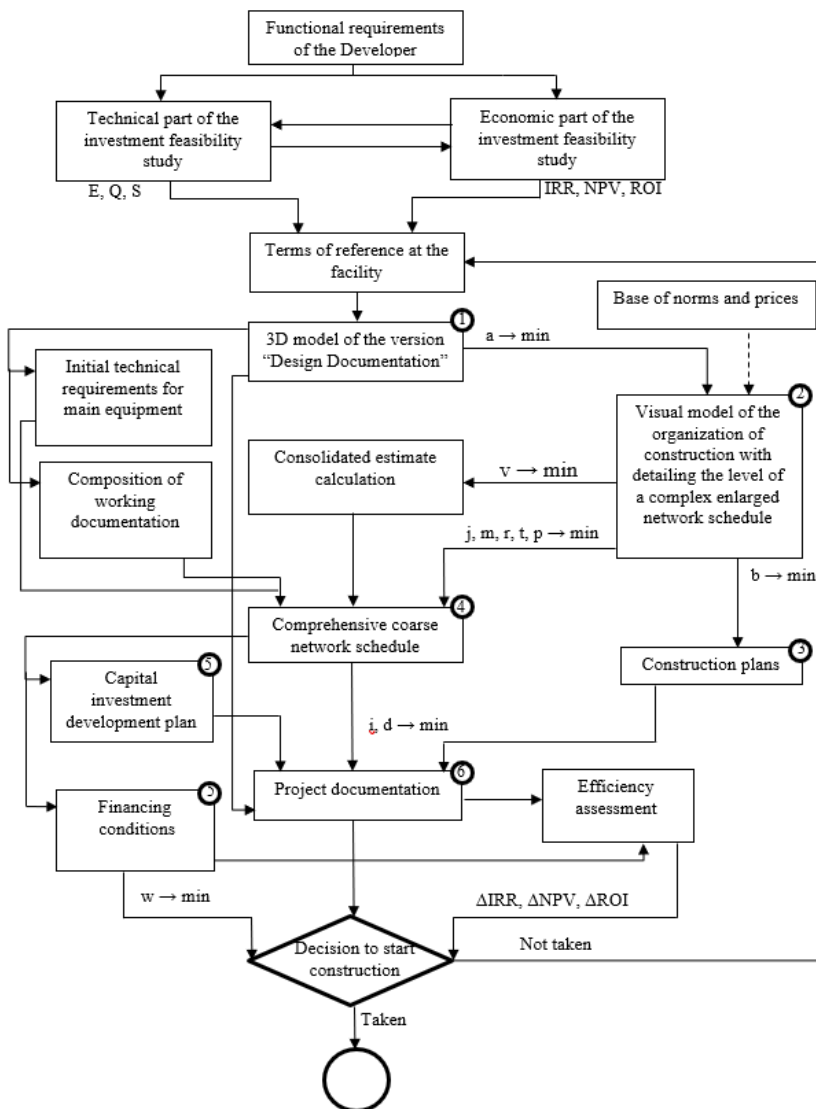 Functional requirements
of the Developer
Technical part of the
investment feasibility
study
Economic part of the
investment feasibility
study
E, Q, S
IRR, NPV, ROI
Terms of reference at the
facility
Base of norms and prices
1
3D model of the version
“Design Documentation”
a → min
Initial technical
requirements for
main equipment
2
Visual model of the
organization of
construction with
detailing the level of
a complex enlarged
network schedule
Consolidated estimate
calculation
v → min
Composition of
working
documentation
j, m, r, t, p → min
b → min
4
Comprehensive coarse
network schedule
3
Construction plans
5
Capital
investment
development plan
i, d → min
6
Project documentation
Efficiency
assessment
5
Financing
conditions
w → min
ΔIRR, ΔNPV, ΔROI
Decision to start
construction
Not taken
Taken